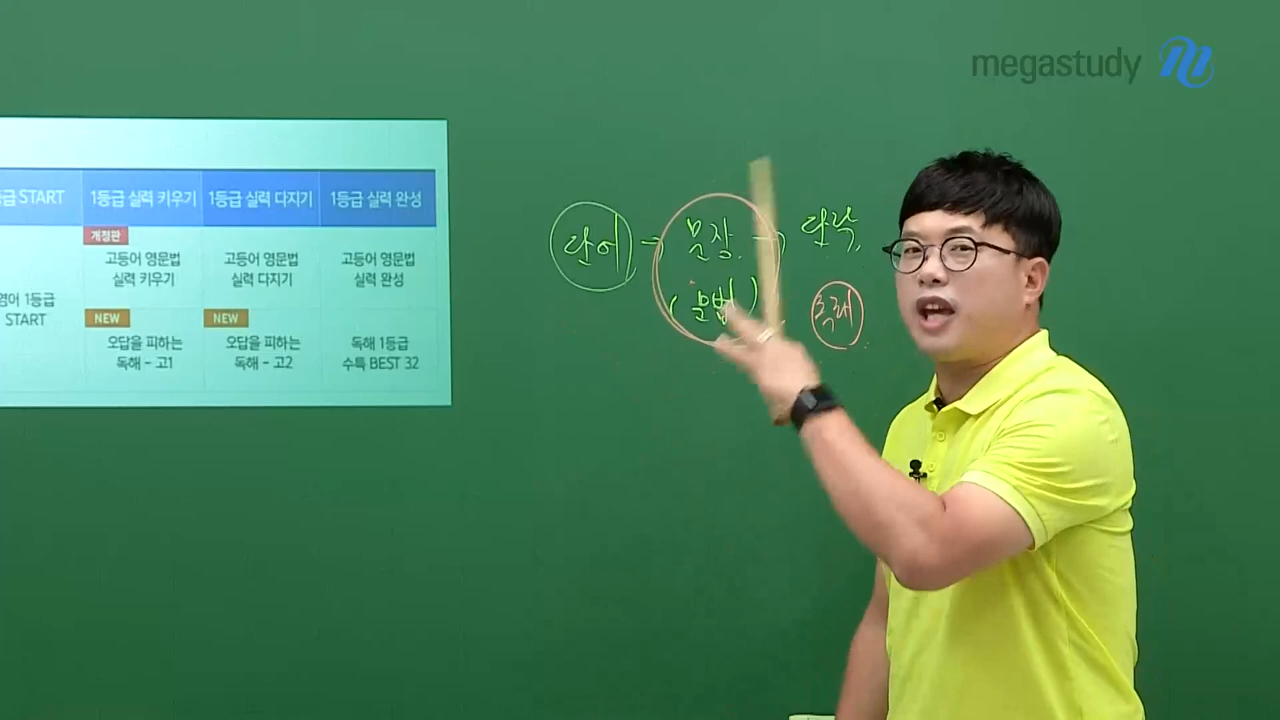 megastudy
급 START
1등급 실력 키우기
1등급 실력 다지기
1등급 실력 완성
영어 1등급
START
개정판
고등어 영문법
실력 키우기
고등어 영문법
실력 다지기
고등어 영문법
실력 완성
NEW
오답을 피하는
독해 - 고1
NEW
오답을 피하는
독해 - 고2
독해 1등급
수특 BEST 32
단어 → 문장 → 단락
(문법)
독해